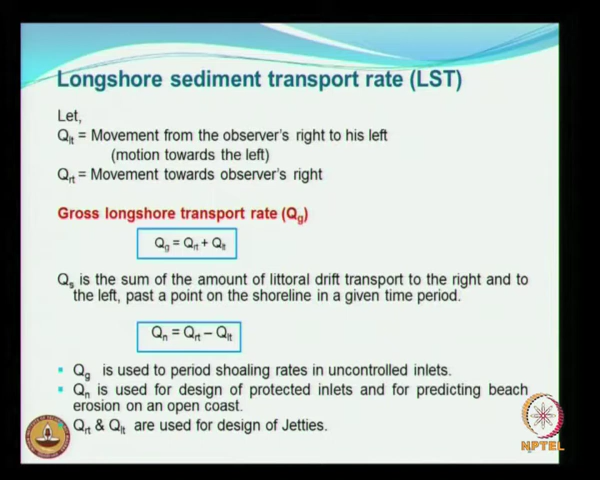 Longshore sediment transport rate (LST)
Let,
Qlt = Movement from the observer's right to his left
(motion towards the left)
Qrt = Movement towards observer's right
Gross longshore transport rate (Qg)
Qg = Qrt + Qlt
Qs is the sum of the amount of littoral drift transport to the right and to
the left, past a point on the shoreline in a given time period.
Qn = Qrt – Qlt
• Qg is used to period shoaling rates in uncontrolled inlets.
• Qn is used for design of protected inlets and for predicting beach
erosion on an open coast.
• Qrt & Qlt are used for design of Jetties.
NPTEL